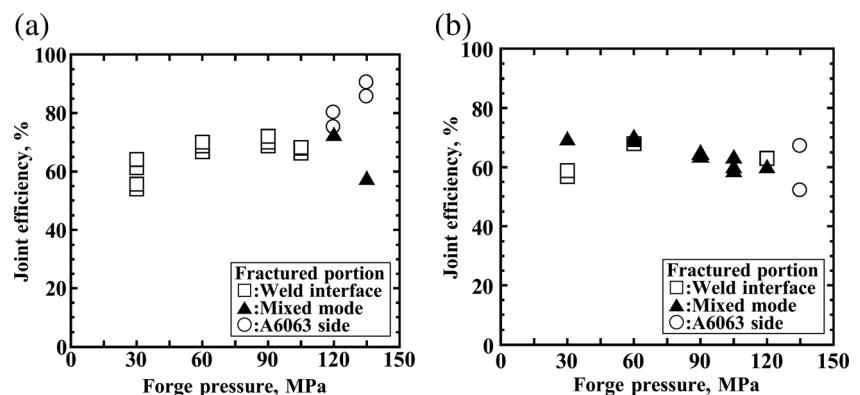 (a)
100
80
60
40
20
0
Joint efficiency, %
Fractured portion
□:Weld interface
▲:Mixed mode
○:A6063 side
0 30 60 90 120 150
Forge pressure, MPa
(b)
100
80
60
40
20
0
Joint efficiency, %
Fractured portion
□:Weld interface
▲:Mixed mode
○:A6063 side
0 30 60 90 120 150
Forge pressure, MPa